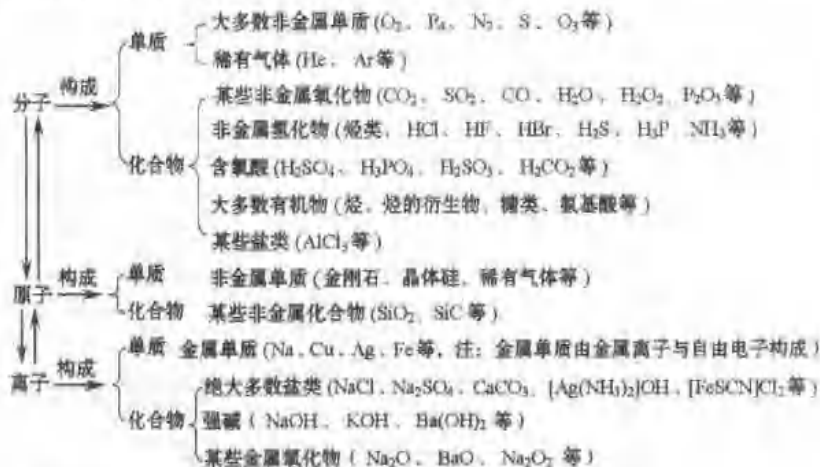 大多数非金属单质(O₂、P₄、N₂、S、O₃等)
单质
稀有气体(He、Ar等)
构成
分子
某些非金属氧化物(CO₂、SO₂、CO、H₂O、H₂O₂、P₂O₅等)
非金属氢化物(烃类、HCl、HF、HBr、H₂S、H₃P、NH₃等)
化合物
含氧酸(H₂SO₄、H₃PO₄、H₂SO₃、H₂CO₂等)
大多数有机物(烃、烃的衍生物、糖类、氨基酸等)
某些盐类(AlCl₃等)
构成
单质 非金属单质(金刚石、晶体硅、稀有气体等)
原子
化合物 某些非金属化合物(SiO₂、SiC等)
构成
单质 金属单质(Na、Cu、Ag、Fe等,注:金属单质由金属离子与自由电子构成)
离子
绝大多数盐类(NaCl、Na₂SO₄、CaCO₃、[Ag(NH₃)₂]OH、[FeSCN]Cl₂等)
化合物 强碱(NaOH、KOH、Ba(OH)₂等)
某些金属氧化物(Na₂O、BaO、Na₂O₂等)